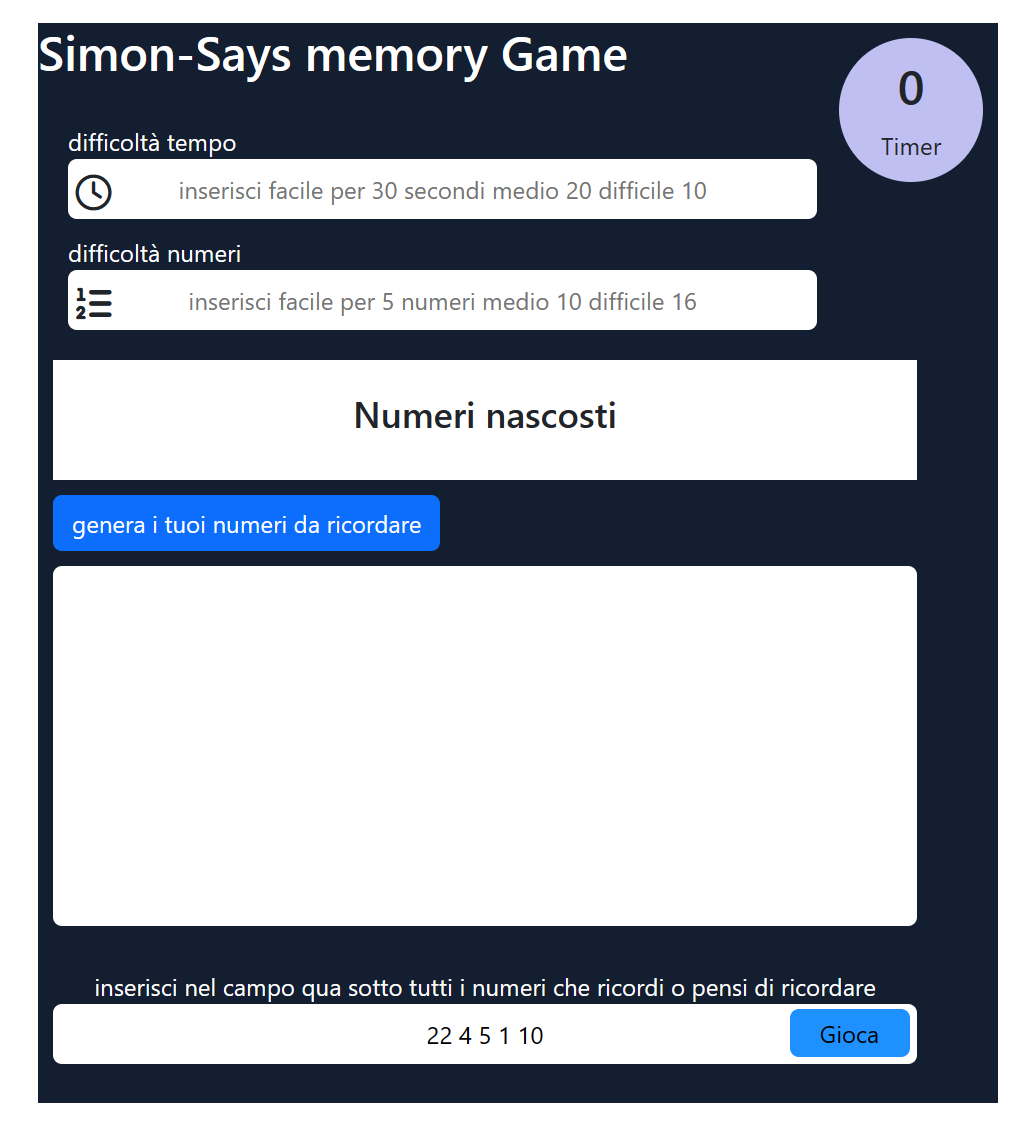 Simon-Says memory Game
0
Timer
difficoltà tempo
inserisci facile per 30 secondi medio 20 difficile 10
difficoltà numeri
1
2
inserisci facile per 5 numeri medio 10 difficile 16
Numeri nascosti
genera i tuoi numeri da ricordare
inserisci nel campo qua sotto tutti i numeri che ricordi o pensi di ricordare
22 4 5 1 10
Gioca